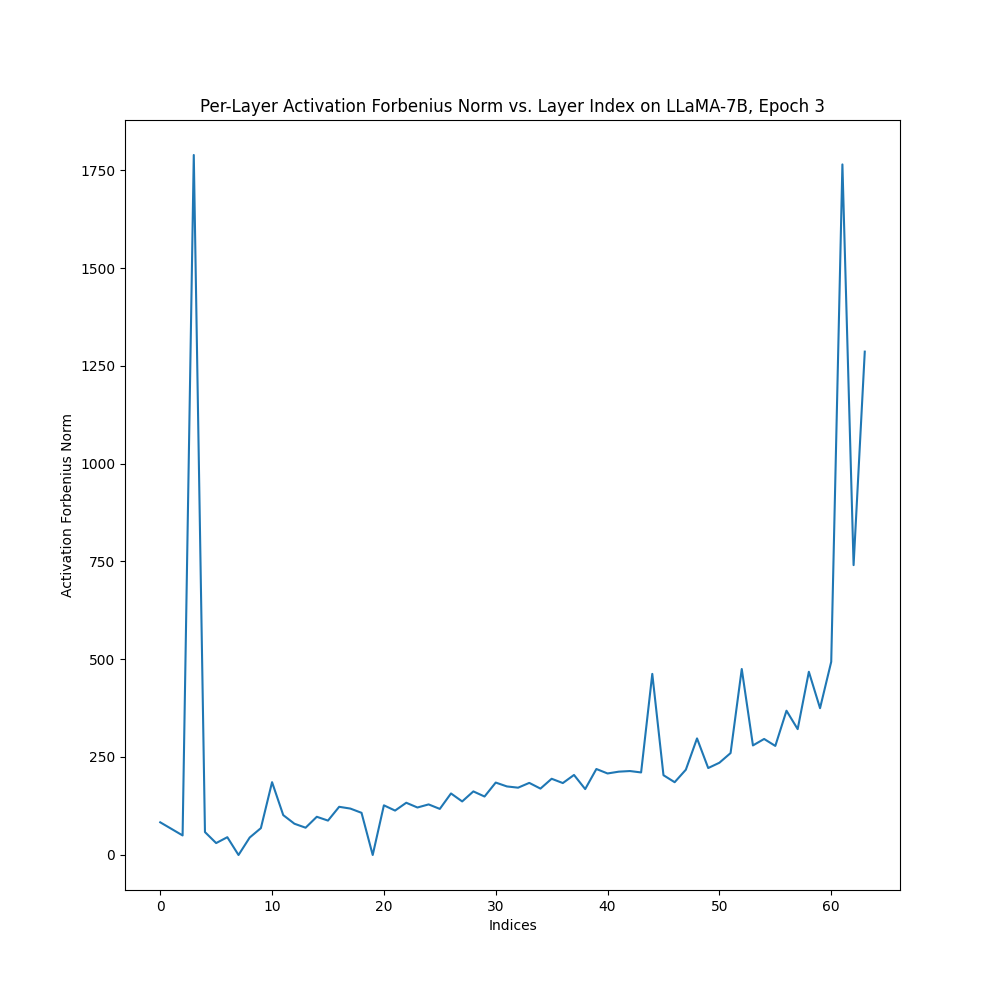 Per-Layer Activation Forbenius Norm vs. Layer Index on LLaMA-7B, Epoch 3
Activation Forbenius Norm
1750
1500
1250
1000
750
500
250
0
0 10 20 30 40 50 60
Indices